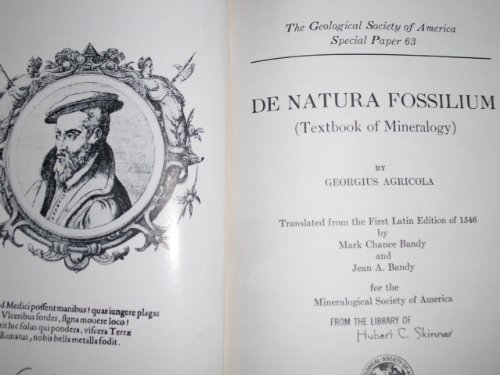 d Medici possent manibus? quas iungere plagas
Vlceribus sordes, signa mouere loco?
tit hic solus qui pondera, viscera Terræ
Renatus, nobis bella metalla fodit.
The Geological Society of America
Special Paper 63
DE NATURA FOSSILIUM
(Textbook of Mineralogy)
BY
GEORGIUS AGRICOLA
Translated from the First Latin Edition of 1546
by
Mark Chance Bandy
and
Jean A. Bandy
for the
Mineralogical Society of America
FROM THE LIBRARY OF
Hubert C. Skinner